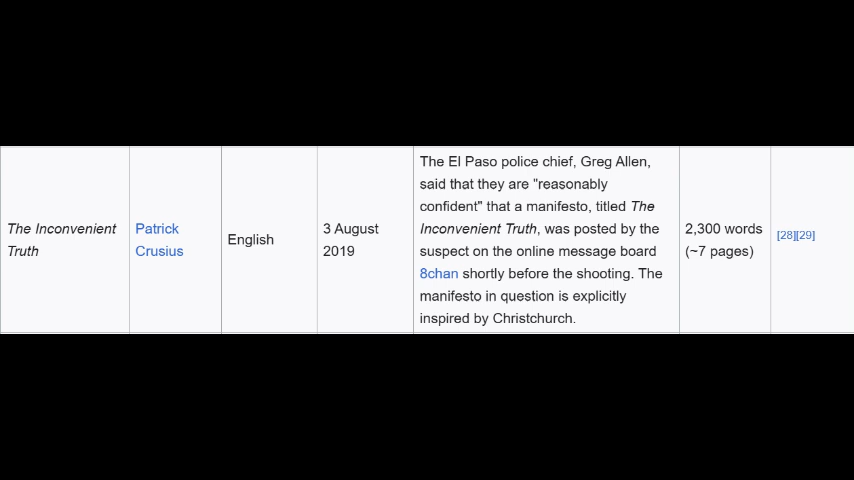 The Inconvenient
Truth
Patrick
Crusius
English
3 August
2019
The El Paso police chief, Greg Allen,
said that they are "reasonably
confident" that a manifesto, titled The
Inconvenient Truth, was posted by the
suspect on the online message board
8chan shortly before the shooting. The
manifesto in question is explicitly
inspired by Christchurch.
2,300 words
(~7 pages)
[28][29]